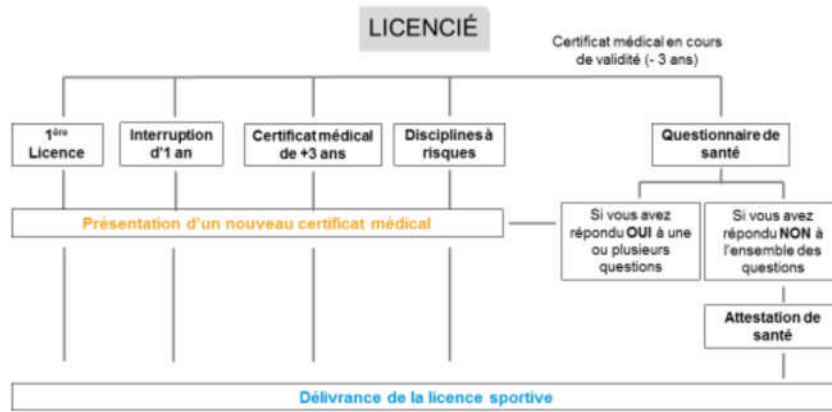 LICENCIÉ
Certificat médical en cours
de validité (- 3 ans)
1ère
Licence
Interruption
d'1 an
Certificat médical
de +3 ans
Disciplines à
risques
Questionnaire de
santé
Présentation d'un nouveau certificat médical
Si vous avez
répondu OUI à une
ou plusieurs
questions
Si vous avez
répondu NON à
l'ensemble des
questions
Attestation de
santé
Délivrance de la licence sportive